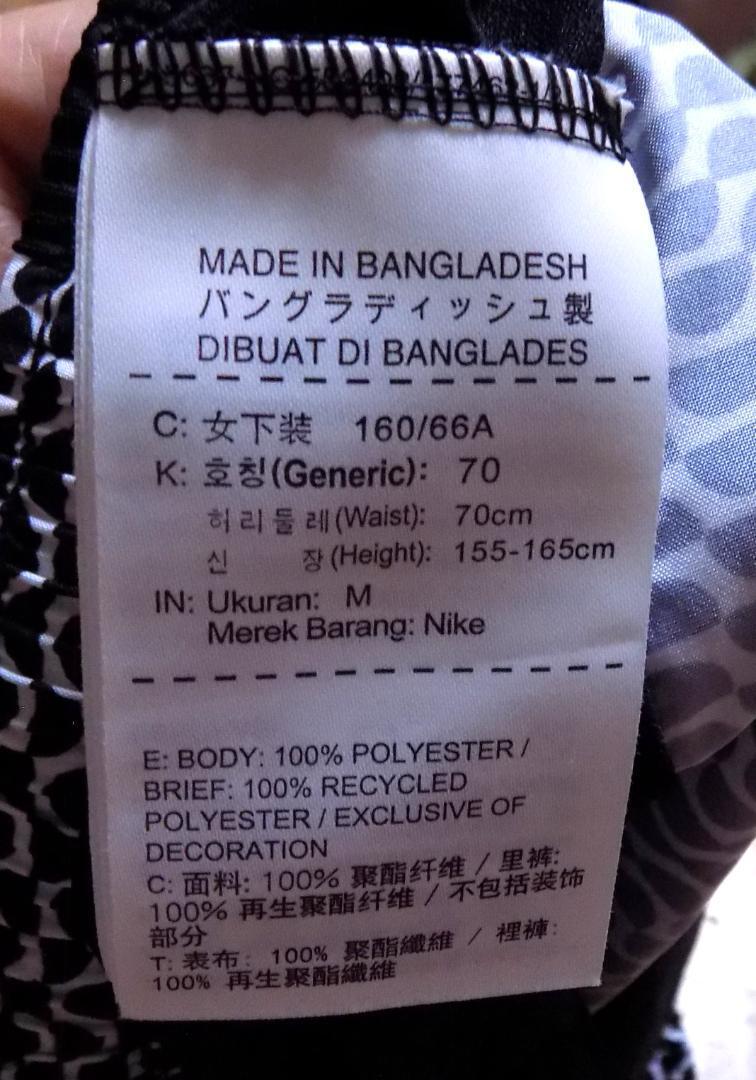 MADE IN BANGLADESH
バングラディッシュ製
DIBUAT DI BANGLADES
C: 女下装 160/66A
K: 호칭(Generic): 70
허리둘레(Waist): 70cm
신 장(Height): 155-165cm
IN: Ukuran: M
Merek Barang: Nike
E: BODY: 100% POLYESTER /
BRIEF: 100% RECYCLED
POLYESTER / EXCLUSIVE OF
DECORATION
C: 面料: 100% 聚酯纤维 / 里裤:
100% 再生聚酯纤维 / 不包括装饰
部分
T: 表布: 100% 聚酯纖維 / 裡褲:
100% 再生聚酯纖維